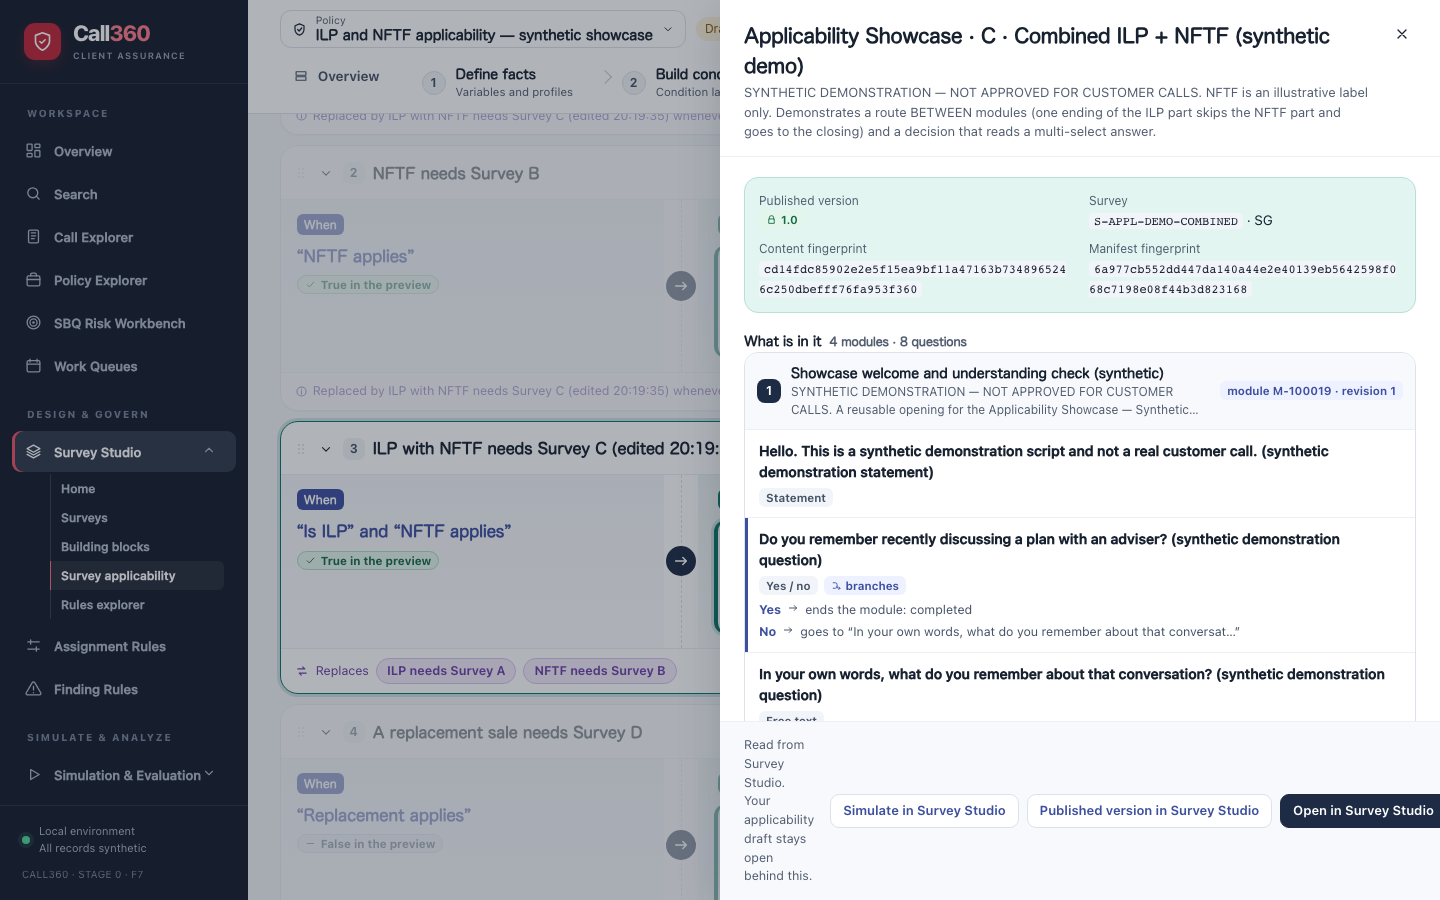 Call360
CLIENT ASSURANCE
WORKSPACE
Overview
Search
Call Explorer
Policy Explorer
SBQ Risk Workbench
Work Queues
DESIGN & GOVERN
Survey Studio
Home
Surveys
Building blocks
Survey applicability
Rules explorer
Assignment Rules
Finding Rules
SIMULATE & ANALYZE
Simulation & Evaluation
Local environment
All records synthetic
CALL360 · STAGE 0 · F7
Policy
ILP and NFTF applicability — synthetic showcase
Overview
1 Define facts
Variables and profiles
2
Replaced by ILP with NFTF needs Survey C (edited 20:19:35)
2 NFTF needs Survey B
When
“NFTF applies”
True in the preview
Replaced by ILP with NFTF needs Survey C (edited 20:19:35)
3 ILP with NFTF needs Survey C (edited 20:19:
When
“Is ILP” and “NFTF applies”
True in the preview
Replaces ILP needs Survey A NFTF needs Survey B
4 A replacement sale needs Survey D
When
“Replacement applies”
False in the preview
Applicability Showcase · C · Combined ILP + NFTF (synthetic
demo)
SYNTHETIC DEMONSTRATION — NOT APPROVED FOR CUSTOMER CALLS. NFTF is an illustrative label
only. Demonstrates a route BETWEEN modules (one ending of the ILP part skips the NFTF part and
goes to the closing) and a decision that reads a multi-select answer.
Published version
1.0
Survey
S-APPL-DEMO-COMBINED · SG
Content fingerprint
cd14fdc85902e2e5f15ea9bf11a47163b734896524
6c250dbefff76fa953f360
Manifest fingerprint
6a977cb552dd447da140a44e2e40139eb5642598f0
68c7198e08f44b3d823168
What is in it 4 modules · 8 questions
1 Showcase welcome and understanding check (synthetic)
SYNTHETIC DEMONSTRATION — NOT APPROVED FOR CUSTOMER
CALLS. A reusable opening for the Applicability Showcase — Synthetic...
module M-100019 · revision 1
Hello. This is a synthetic demonstration script and not a real customer call. (synthetic
demonstration statement)
Statement
Do you remember recently discussing a plan with an adviser? (synthetic demonstration
question)
Yes / no branches
Yes → ends the module: completed
No → goes to “In your own words, what do you remember about that conversat...”
In your own words, what do you remember about that conversation? (synthetic demonstration
question)
Free text
Read from
Survey
Studio.
Your
applicability
draft stays
open
behind this.
Simulate in Survey Studio
Published version in Survey Studio
Open in Survey Studio